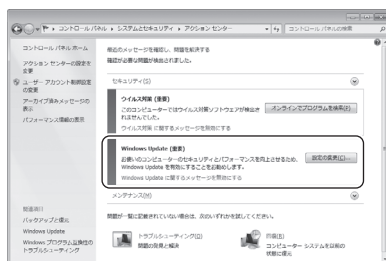 コントロール パネル ▸ システムとセキュリティ ▸ アクション センター
コントロール パネルの検索
コントロール パネル ホーム
アクション センターの設定を変更
ユーザー アカウント制御設定の変更
アーカイブ済みメッセージの表示
パフォーマンス情報の表示
最近のメッセージを確認し、問題を解決する
確認が必要な問題が検出されました。
セキュリティ(S)
ウイルス対策 (重要)
このコンピューターではウイルス対策ソフトウェアが検出されませんでした。
オンラインでプログラムを検索(F)
ウイルス対策 に関するメッセージを無効にする
Windows Update (重要)
お使いのコンピューターのセキュリティとパフォーマンスを向上させるため、Windows Update を有効にすることをお勧めします。
設定の変更(C)...
Windows Update に関するメッセージを無効にする
メンテナンス(M)
問題が一覧に記載されていない場合は、次のいずれかを試してください。
トラブルシューティング(O)
問題の発見と解決
回復(R)
コンピューター システムを以前の状態に復元
関連項目
バックアップと復元
Windows Update
Windows プログラム互換性のトラブルシューティング